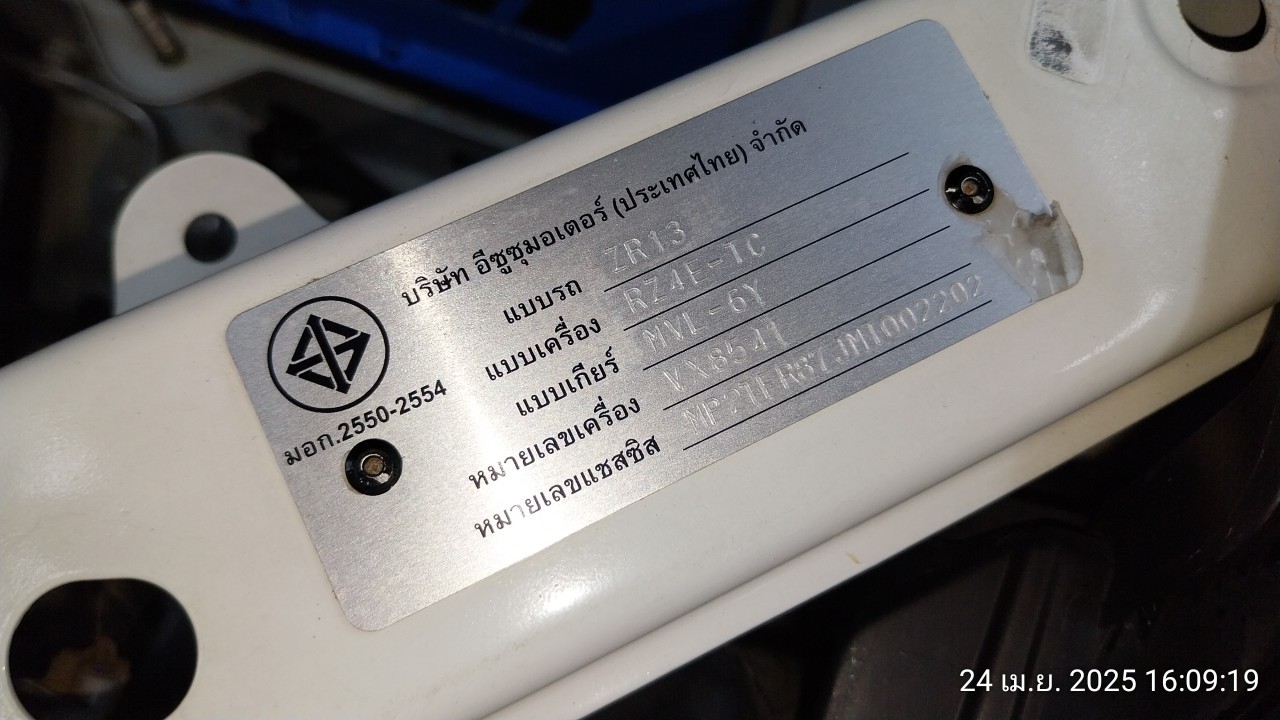 บริษัท อีซูซุมอเตอร์ (ประเทศไทย) จำกัด
แบบรถ ZR13
แบบเครื่อง RZ4E-TC
แบบเกียร์ MVL-6Y
หมายเลขเครื่อง VX8541
หมายเลขแชสซิส
มอก.2550-2554
24 เม.ย. 2025 16:09:19